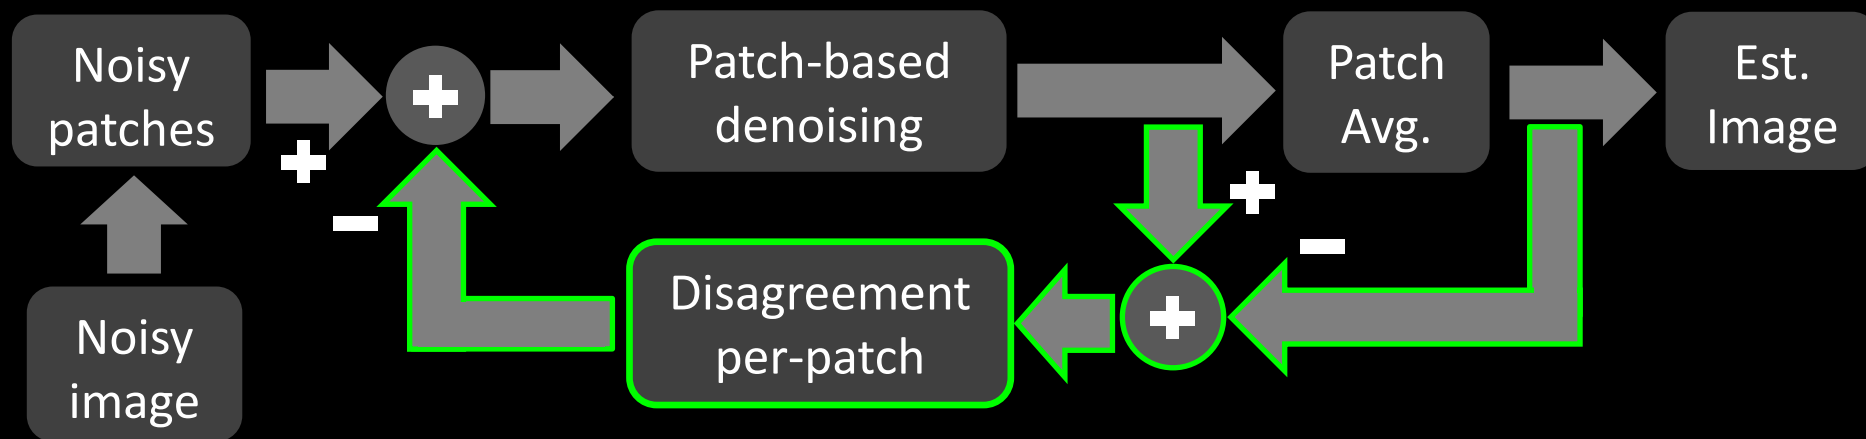 Noisy
patches
+
Patch-based
denoising
Patch
Avg.
Est.
Image
+
−
+
−
Disagreement
per-patch
+
Noisy
image